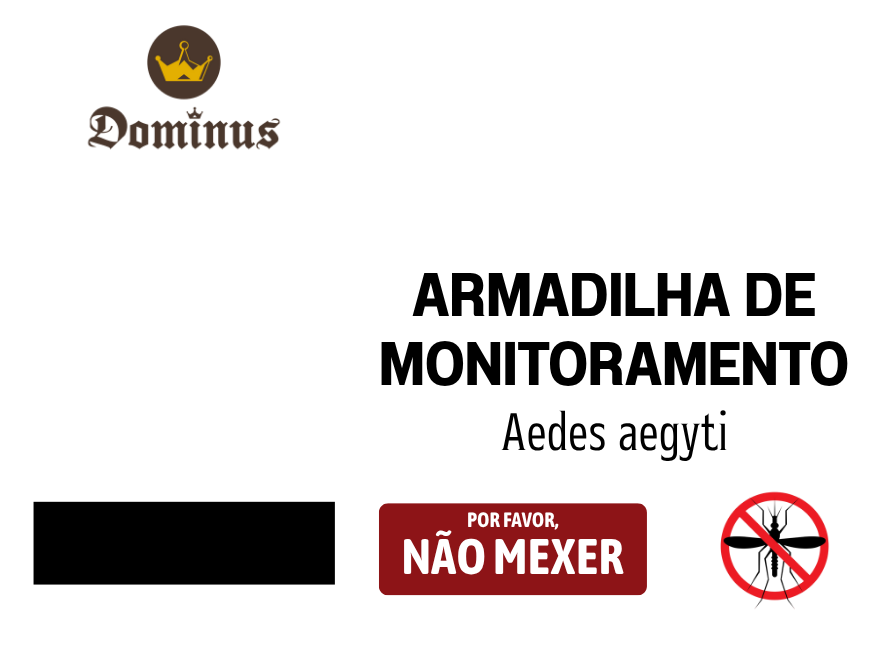 Dominus
ARMADILHA DE
MONITORAMENTO
Aedes aegyti
POR FAVOR,
NÃO MEXER